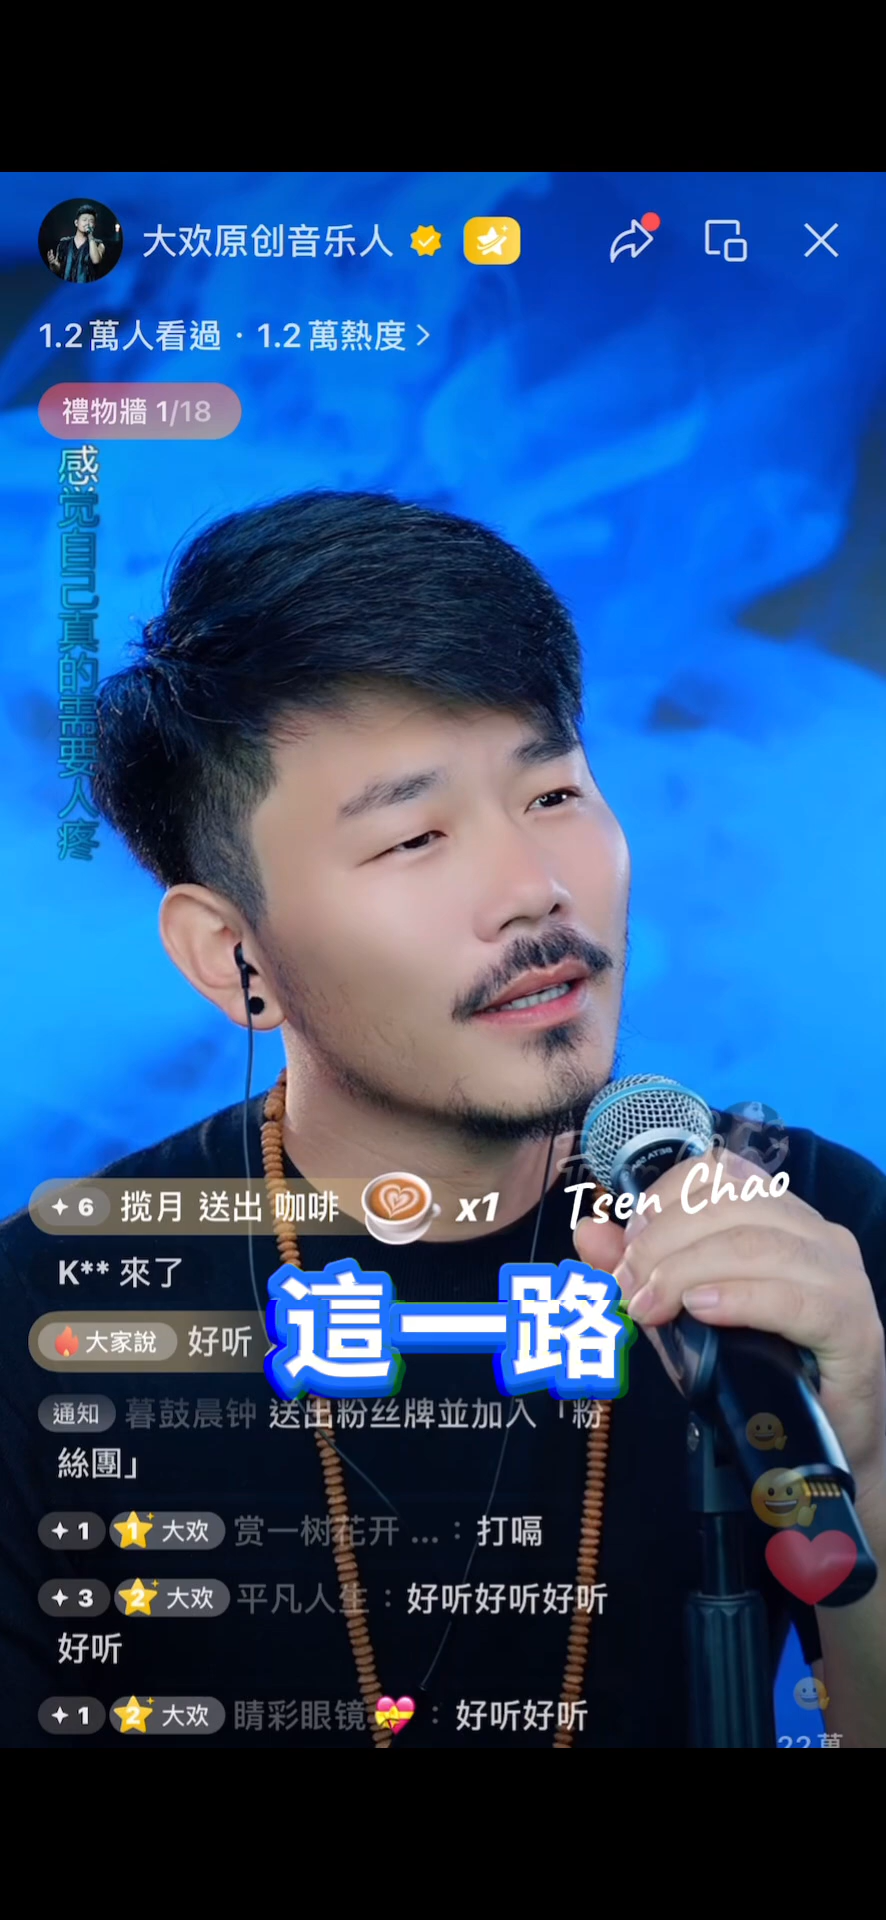 大欢原创音乐人
1.2 萬人看過 · 1.2 萬熱度 >
禮物牆 1/18
感觉自己真的需要人疼
6 揽月 送出 咖啡 x1
Tsen Chao
K** 來了
這一路
大家說 好听
通知 暮鼓晨钟 送出粉丝牌並加入「粉
絲團」
1 1 大欢 赏一树花开 ...：打嗝
3 2 大欢 平凡人生：好听好听好听
好听
1 2 大欢 睛彩眼镜💝：好听好听
22 萬